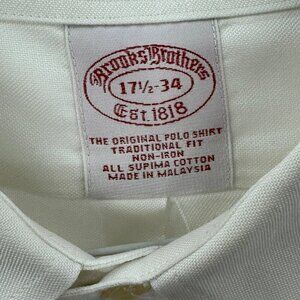 Brooks Brothers
17½-34
Est. 1818
THE ORIGINAL POLO SHIRT
TRADITIONAL FIT
NON-IRON
ALL SUPIMA COTTON
MADE IN MALAYSIA